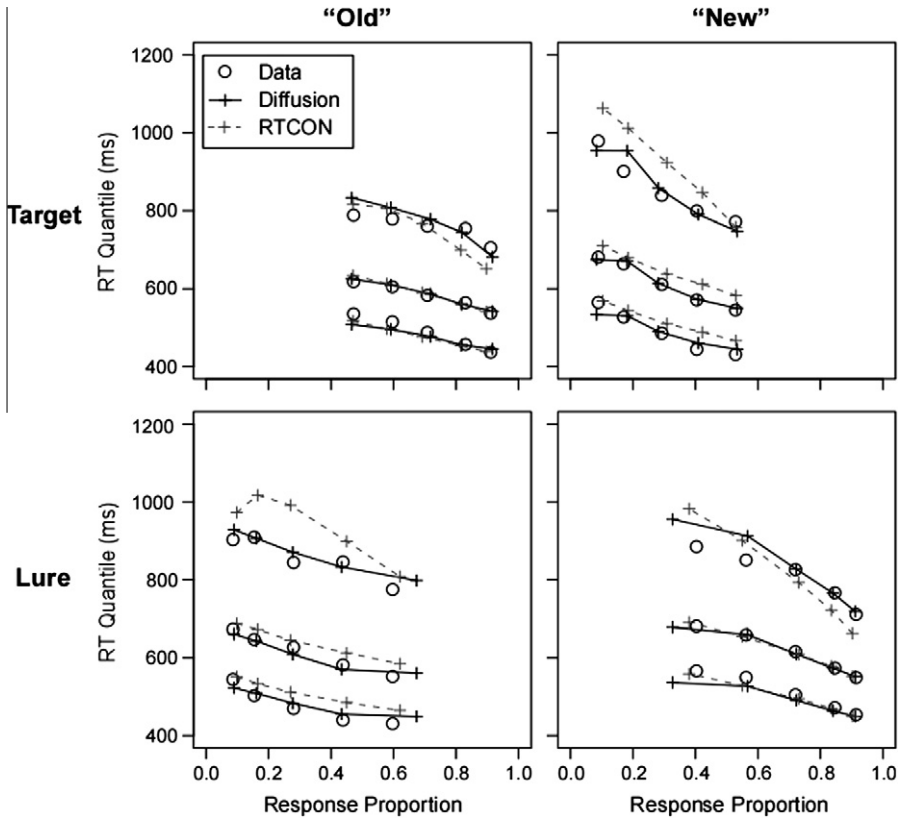 “Old”
“New”
Data
Diffusion
RTCON
Target
RT Quantile (ms)
1200
1000
800
600
400
0.0 0.2 0.4 0.6 0.8 1.0
0.0 0.2 0.4 0.6 0.8 1.0
Lure
RT Quantile (ms)
1200
1000
800
600
400
Response Proportion
Response Proportion